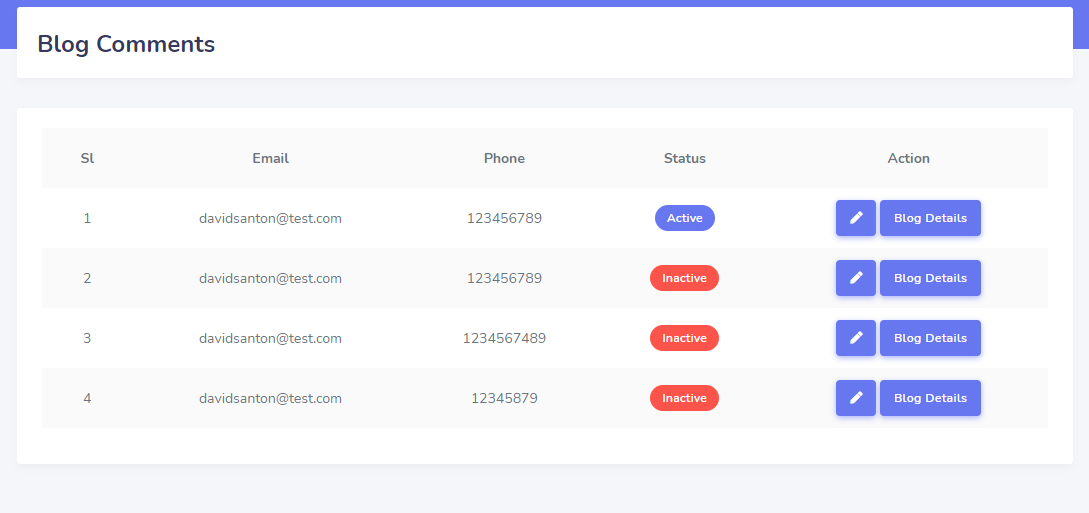 Blog Comments
Sl Email Phone Status Action
1 davidsanton@test.com 123456789 Active Blog Details
2 davidsanton@test.com 123456789 Inactive Blog Details
3 davidsanton@test.com 1234567489 Inactive Blog Details
4 davidsanton@test.com 12345879 Inactive Blog Details